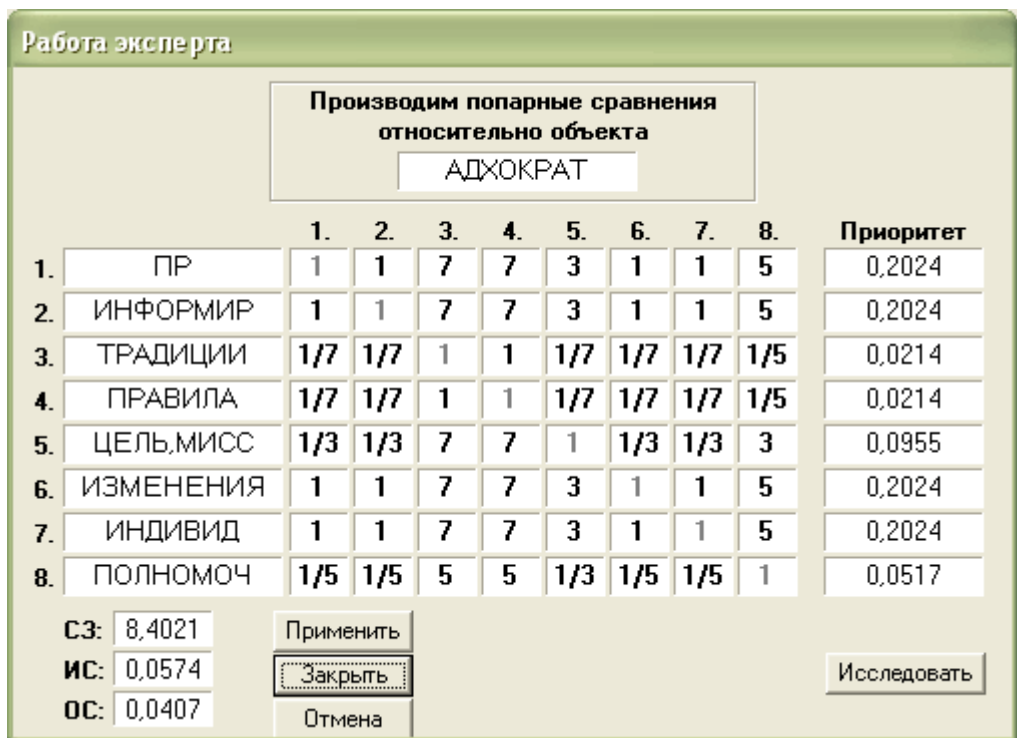 Работа эксперта
Производим попарные сравнения
относительно объекта
АДХОКРАТ
1. 2. 3. 4. 5. 6. 7. 8. Приоритет
1. ПР 1 1 7 7 3 1 1 5 0,2024
2. ИНФОРМИР 1 1 7 7 3 1 1 5 0,2024
3. ТРАДИЦИИ 1/7 1/7 1 1 1/7 1/7 1/7 1/5 0,0214
4. ПРАВИЛА 1/7 1/7 1 1 1/7 1/7 1/7 1/5 0,0214
5. ЦЕЛЬ,МИСС 1/3 1/3 7 7 1 1/3 1/3 3 0,0955
6. ИЗМЕНЕНИЯ 1 1 7 7 3 1 1 5 0,2024
7. ИНДИВИД 1 1 7 7 3 1 1 5 0,2024
8. ПОЛНОМОЧ 1/5 1/5 5 5 1/3 1/5 1/5 1 0,0517
СЗ: 8,4021 Применить
ИС: 0,0574 Закрыть Исследовать
ОС: 0,0407 Отмена